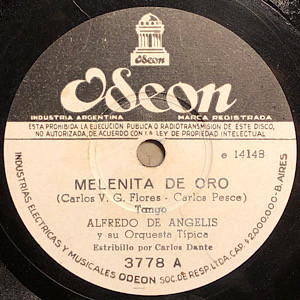 Odeon
Odeon
INDUSTRIA ARGENTINA MARCA REGISTRADA
ESTA PROHIBIDA LA EJECUCION PUBLICA O RADIOTRANSMISION DE ESTE DISCO,
NO AUTORIZADA, DE ACUERDO CON LA LEY DE PROPIEDAD INTELECTUAL
e 14148
MELENITA DE ORO
(Carlos V. G. Flores - Carlos Pesce)
Tango
ALFREDO DE ANGELIS
y su Orquesta Típica
Estribillo por Carlos Dante
3778 A
INDUSTRIAS ELECTRICAS y MUSICALES ODEON SOC. DE RESP. LTDA. CAP. $2.000.000-B. AIRES